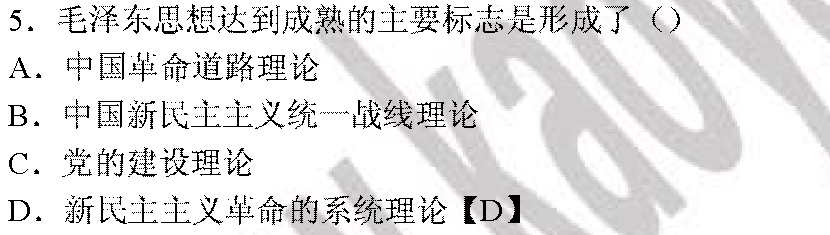 5．毛泽东思想达到成熟的主要标志是形成了（）
A．中国革命道路理论
B．中国新民主主义统一战线理论
C．党的建设理论
D．新民主主义革命的系统理论【D】